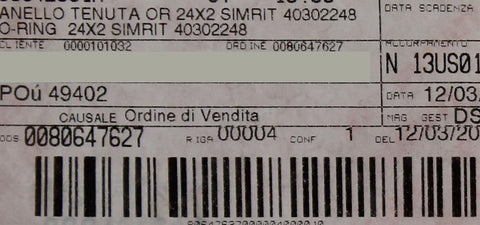 ANELLO TENUTA OR 24X2 SIMRIT 40302248
DATA SCADENZA
O-RING 24X2 SIMRIT 40302248
CLIENTE 0000101032 ORDINE 0080647627
N 13US01
POú 49402
DATA 12/03/
CAUSALE Ordine di Vendita
MAG GEST DS
DDS 0080647627 RIGA 00004 CONF 1 DEL 12/03/20